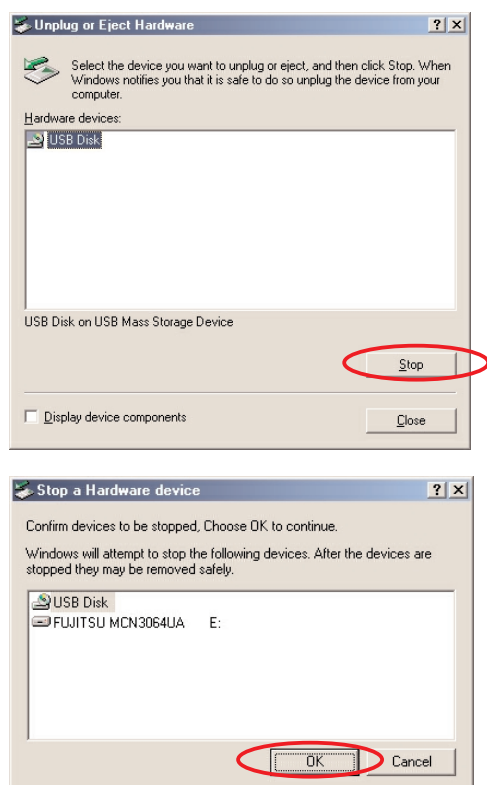 Unplug or Eject Hardware
Select the device you want to unplug or eject, and then click Stop. When
Windows notifies you that it is safe to do so unplug the device from your
computer.
Hardware devices:
USB Disk
USB Disk on USB Mass Storage Device
Stop
Display device components
Close
Stop a Hardware device
Confirm devices to be stopped, Choose OK to continue.
Windows will attempt to stop the following devices. After the devices are
stopped they may be removed safely.
USB Disk
FUJITSU MCN3064UA E:
OK Cancel